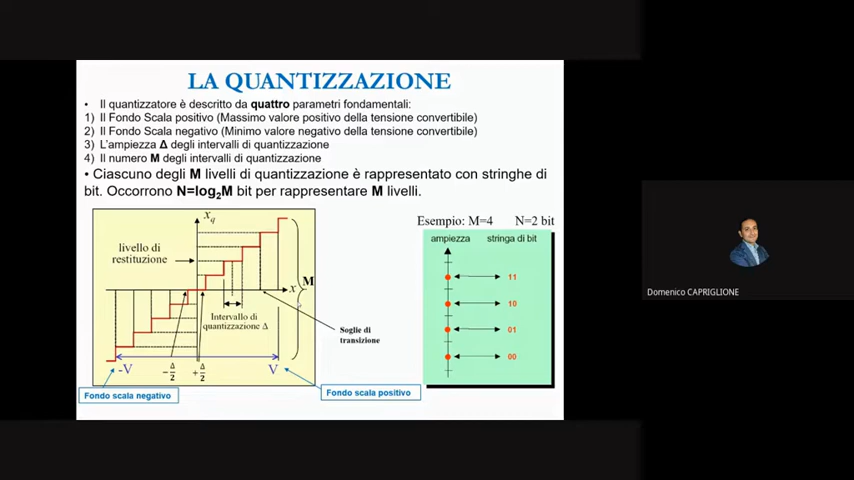 LA QUANTIZZAZIONE
• Il quantizzatore è descritto da quattro parametri fondamentali:
1) Il Fondo Scala positivo (Massimo valore positivo della tensione convertibile)
2) Il Fondo Scala negativo (Minimo valore negativo della tensione convertibile)
3) L'ampiezza Δ degli intervalli di quantizzazione
4) Il numero M degli intervalli di quantizzazione
• Ciascuno degli M livelli di quantizzazione è rappresentato con stringhe di
bit. Occorrono N=log₂M bit per rappresentare M livelli.
x_q
livello di
restituzione
M
x
Intervallo di
quantizzazione Δ
Soglie di
transizione
-V
-Δ/2
+Δ/2
V
Fondo scala negativo
Fondo scala positivo
Esempio: M=4 N=2 bit
ampiezza stringa di bit
11
10
01
00
Domenico CAPRIGLIONE